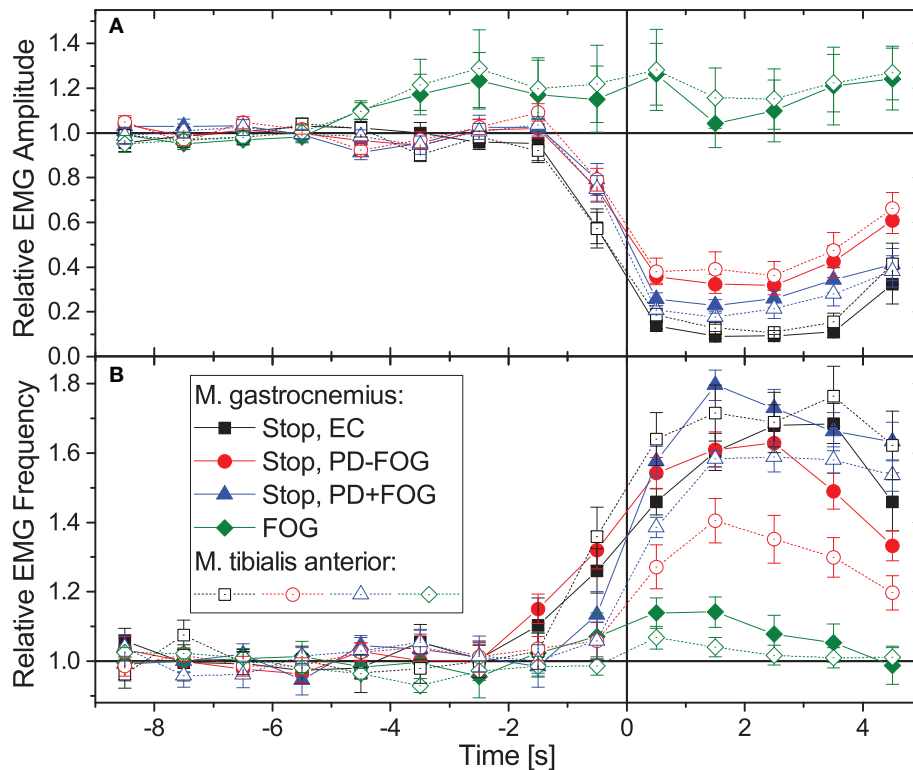 A
Relative EMG Amplitude
1.4
1.2
1.0
0.8
0.6
0.4
0.2
0.0
B
Relative EMG Frequency
1.8
1.6
1.4
1.2
1.0
M. gastrocnemius:
Stop, EC
Stop, PD-FOG
Stop, PD+FOG
FOG
M. tibialis anterior:
-8 -6 -4 -2 0 2 4
Time [s]